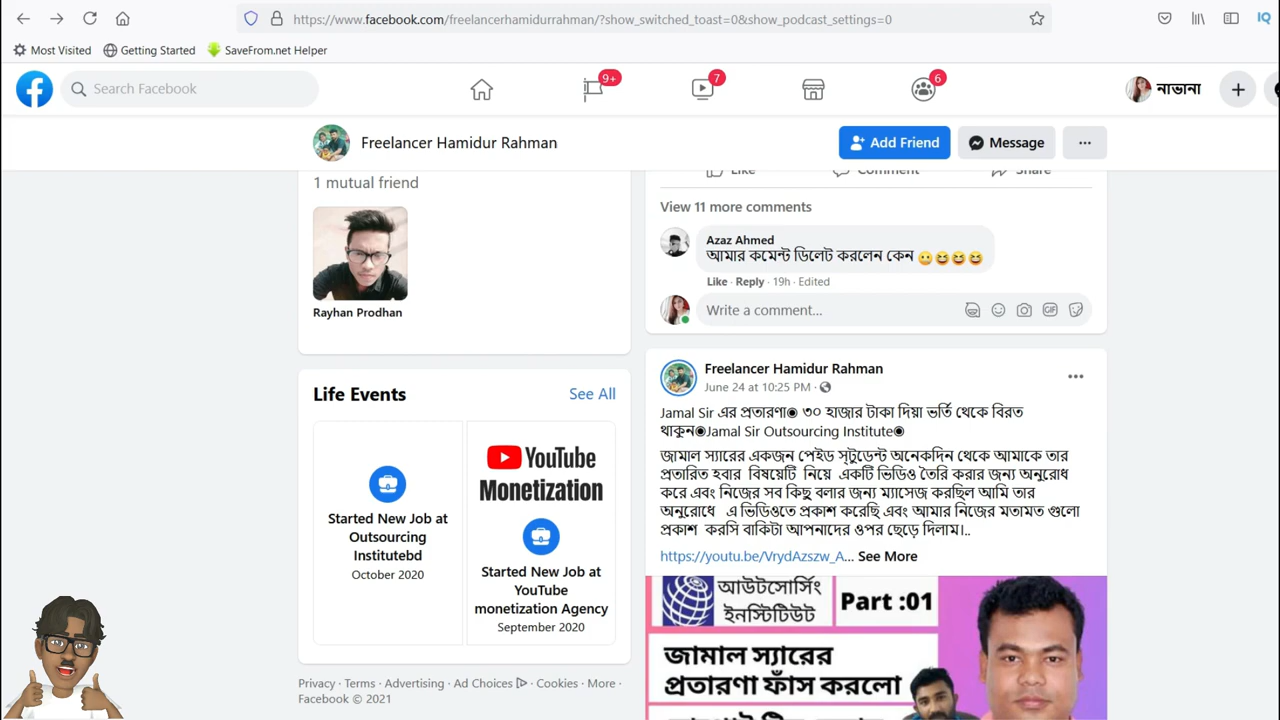 https://www.facebook.com/freelancerhamidurrahman/?show_switched_toast=0&show_podcast_settings=0
IQ
Most Visited
Getting Started
SaveFrom.net Helper
Search Facebook
9+
7
6
নাভানা
Freelancer Hamidur Rahman
Add Friend
Message
1 mutual friend
Rayhan Prodhan
Like
Comment
Share
View 11 more comments
Azaz Ahmed
আমার কমেন্ট ডিলেট করলেন কেন 😬😆😆😆
Like · Reply · 19h · Edited
Write a comment...
GIF
Life Events
See All
Started New Job at
Outsourcing
Institutebd
October 2020
YouTube
Monetization
Started New Job at
YouTube
monetization Agency
September 2020
Privacy · Terms · Advertising · Ad Choices · Cookies · More ·
Facebook © 2021
Freelancer Hamidur Rahman
June 24 at 10:25 PM ·
Jamal Sir এর প্রতারণা◉ ৩০ হাজার টাকা দিয়া ভর্তি থেকে বিরত
থাকুন◉Jamal Sir Outsourcing Institute◉
জামাল স্যারের একজন পেইড স্টুডেন্ট অনেকদিন থেকে আমাকে তার
প্রতারিত হবার বিষয়েটি নিয়ে একটি ভিডিও তৈরি করার জন্য অনুরোধ
করে এবং নিজের সব কিছু বলার জন্য ম্যাসেজ করছিল আমি তার
অনুরোধে এ ভিডিওতে প্রকাশ করেছি এবং আমার নিজের মতামত গুলো
প্রকাশ করসি বাকিটা আপনাদের ওপর ছেড়ে দিলাম।..
https://youtu.be/VrydAzszw_A... See More
আউটসোর্সিং
ইনস্টিটিউট
Part :01
জামাল স্যারের
প্রতারণা ফাঁস করলো